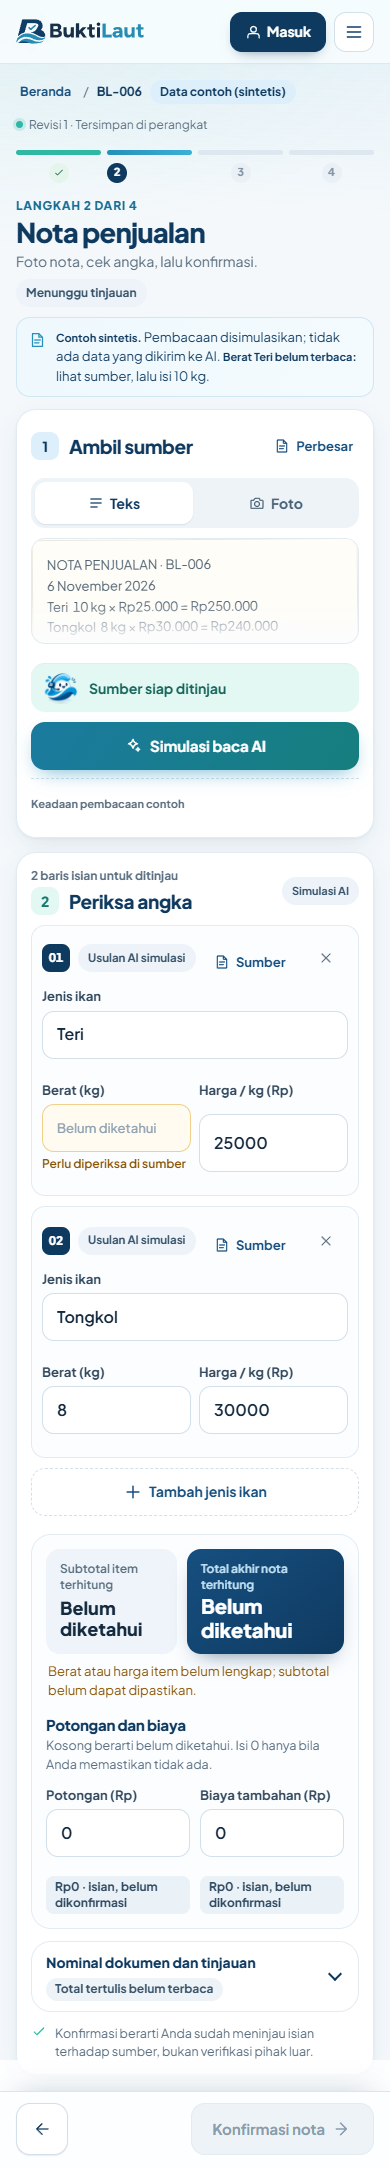 BuktiLaut
Masuk
Beranda / BL-006 Data contoh (sintetis)
Revisi 1 · Tersimpan di perangkat
2 3 4
LANGKAH 2 DARI 4
Nota penjualan
Foto nota, cek angka, lalu konfirmasi.
Menunggu tinjauan
Contoh sintetis. Pembacaan disimulasikan; tidak
ada data yang dikirim ke AI. Berat Teri belum terbaca:
lihat sumber, lalu isi 10 kg.
1 Ambil sumber Perbesar
Teks Foto
NOTA PENJUALAN · BL-006
6 November 2026
Teri 10 kg × Rp25.000 = Rp250.000
Tongkol 8 kg × Rp30.000 = Rp240.000
Sumber siap ditinjau
Simulasi baca AI
Keadaan pembacaan contoh
2 baris isian untuk ditinjau
2 Periksa angka Simulasi AI
01 Usulan AI simulasi Sumber
Jenis ikan
Teri
Berat (kg) Harga / kg (Rp)
Belum diketahui 25000
Perlu diperiksa di sumber
02 Usulan AI simulasi Sumber
Jenis ikan
Tongkol
Berat (kg) Harga / kg (Rp)
8 30000
Tambah jenis ikan
Subtotal item
terhitung
Belum
diketahui
Total akhir nota
terhitung
Belum
diketahui
Berat atau harga item belum lengkap; subtotal
belum dapat dipastikan.
Potongan dan biaya
Kosong berarti belum diketahui. Isi 0 hanya bila
Anda memastikan tidak ada.
Potongan (Rp) Biaya tambahan (Rp)
0 0
Rp0 · isian, belum
dikonfirmasi
Rp0 · isian, belum
dikonfirmasi
Nominal dokumen dan tinjauan
Total tertulis belum terbaca
Konfirmasi berarti Anda sudah meninjau isian
terhadap sumber, bukan verifikasi pihak luar.
Konfirmasi nota